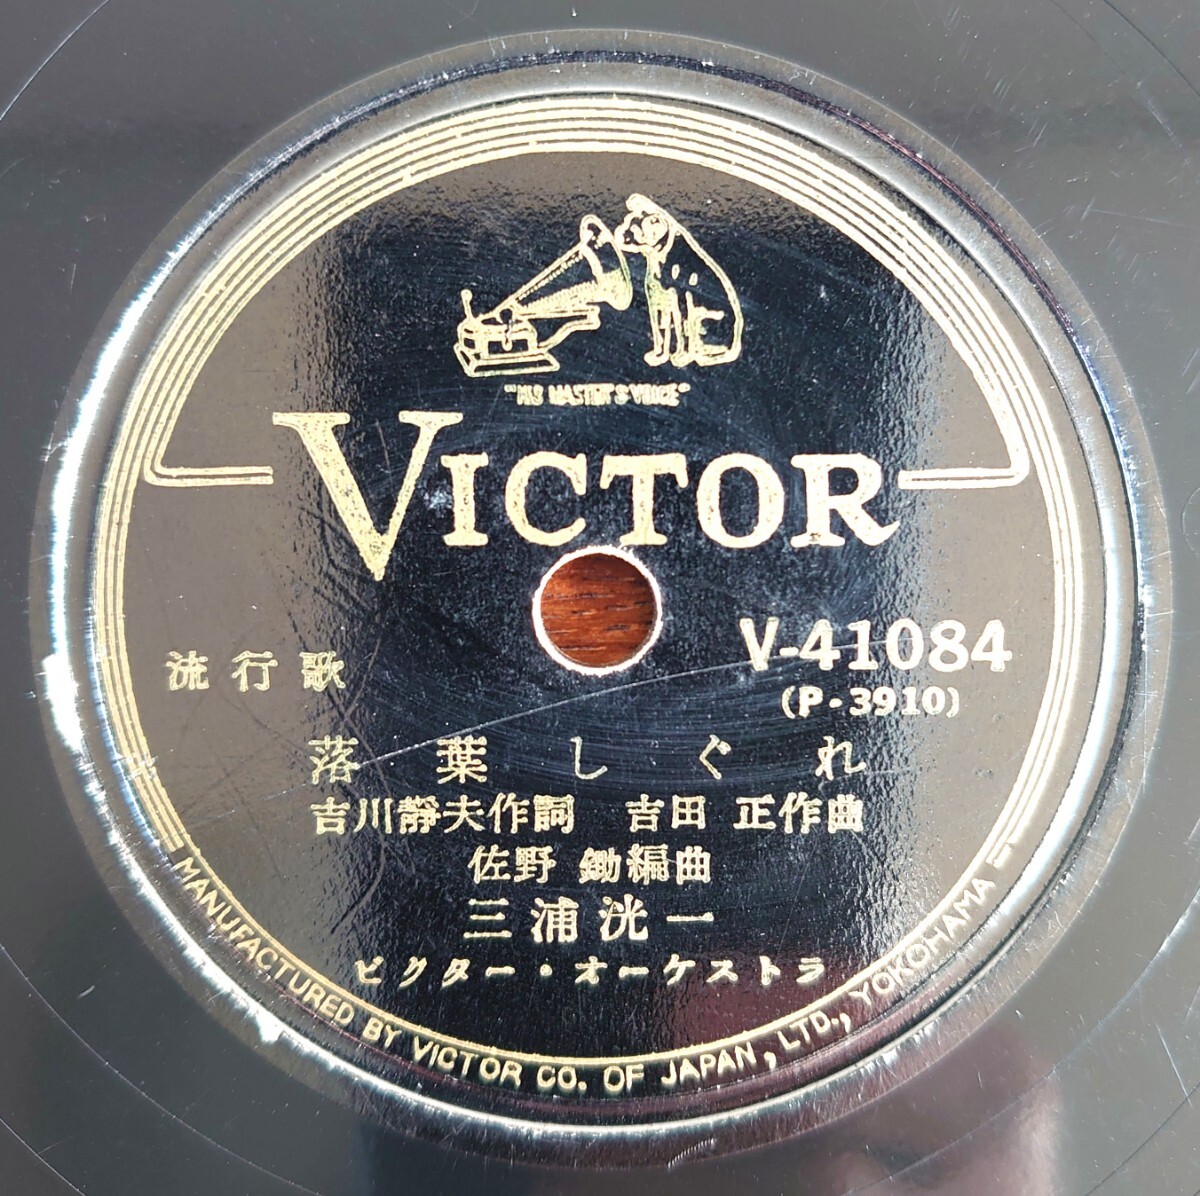 "HIS MASTER'S VOICE"
VICTOR
V-41084
(P・3910)
流行歌
落葉しぐれ
吉川靜夫作詞 吉田 正作曲
佐野 鋤編曲
三浦洸一
ビクター・オーケストラ
MANUFACTURED BY VICTOR CO. OF JAPAN, LTD., YOKOHAMA